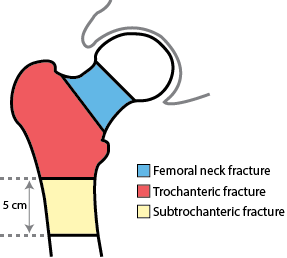 Femoral neck fracture
Trochanteric fracture
5 cm
Subtrochanteric fracture